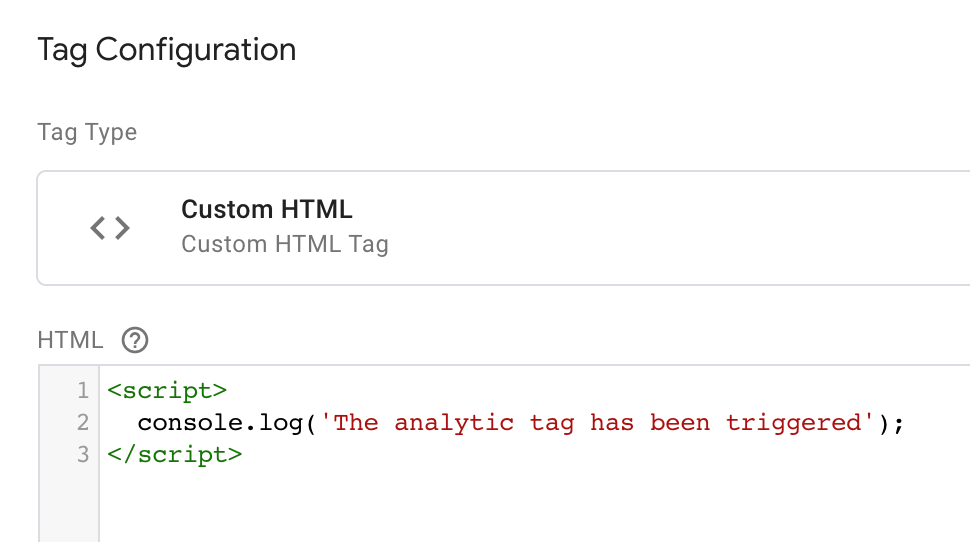 Tag Configuration
Tag Type
Custom HTML
Custom HTML Tag
HTML ?
1 <script>
2 console.log('The analytic tag has been triggered');
3 </script>